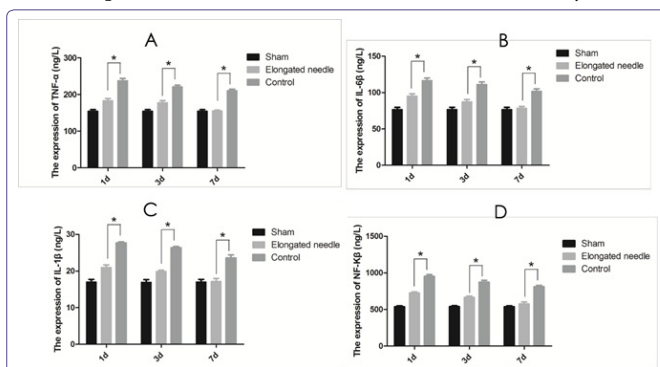 A
The expression of TNF-α (ng/L)
300
200
100
0
*
*
*
Sham
Elongated needle
Control
1d
3d
7d
B
The expression of IL-6β (ng/L)
150
100
50
0
*
*
*
Sham
Elongated needle
Control
1d
3d
7d
C
The expression of IL-1β (ng/L)
30
20
10
0
*
*
*
Sham
Elongated needle
Control
1d
3d
7d
D
The expression of NF-Kβ (ng/L)
1500
1000
500
0
*
*
*
Sham
Elongated needle
Control
1d
3d
7d